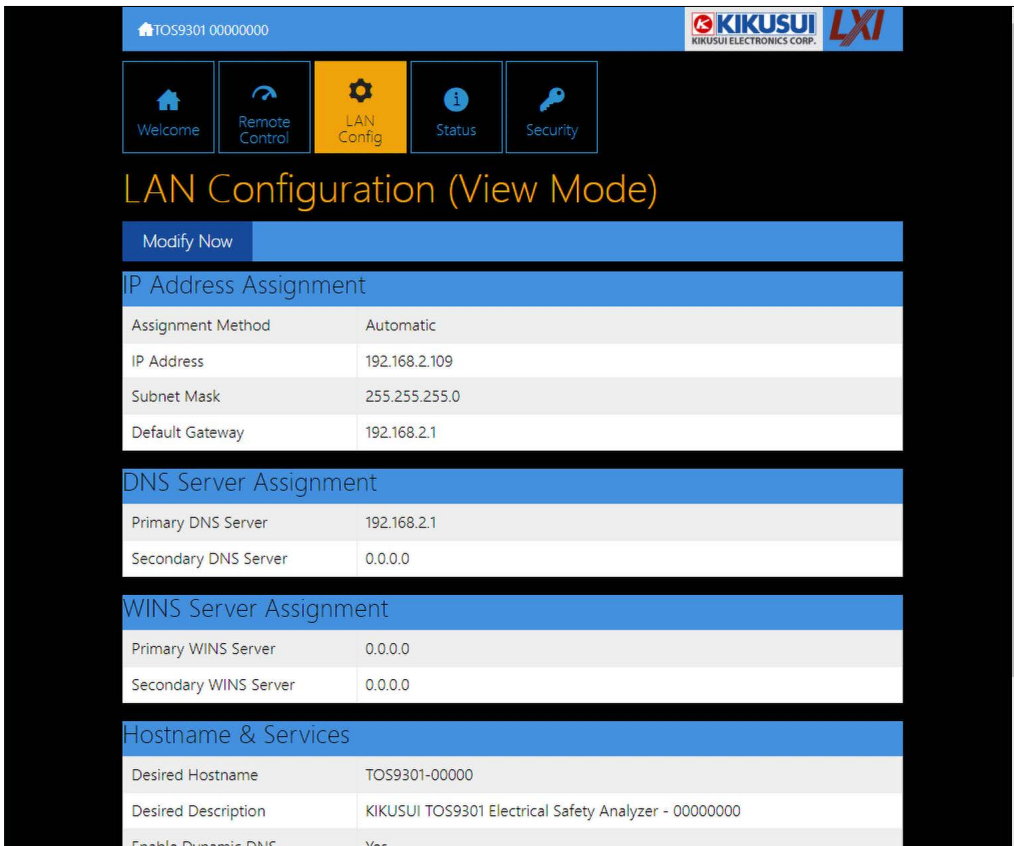 TOS9301 00000000
KIKUSUI
KIKUSUI ELECTRONICS CORP.
LXI
Welcome
Remote
Control
LAN
Config
Status
Security
LAN Configuration (View Mode)
Modify Now
IP Address Assignment
Assignment Method Automatic
IP Address 192.168.2.109
Subnet Mask 255.255.255.0
Default Gateway 192.168.2.1
DNS Server Assignment
Primary DNS Server 192.168.2.1
Secondary DNS Server 0.0.0.0
WINS Server Assignment
Primary WINS Server 0.0.0.0
Secondary WINS Server 0.0.0.0
Hostname & Services
Desired Hostname TOS9301-00000
Desired Description KIKUSUI TOS9301 Electrical Safety Analyzer - 00000000
Enable Dynamic DNS Yes